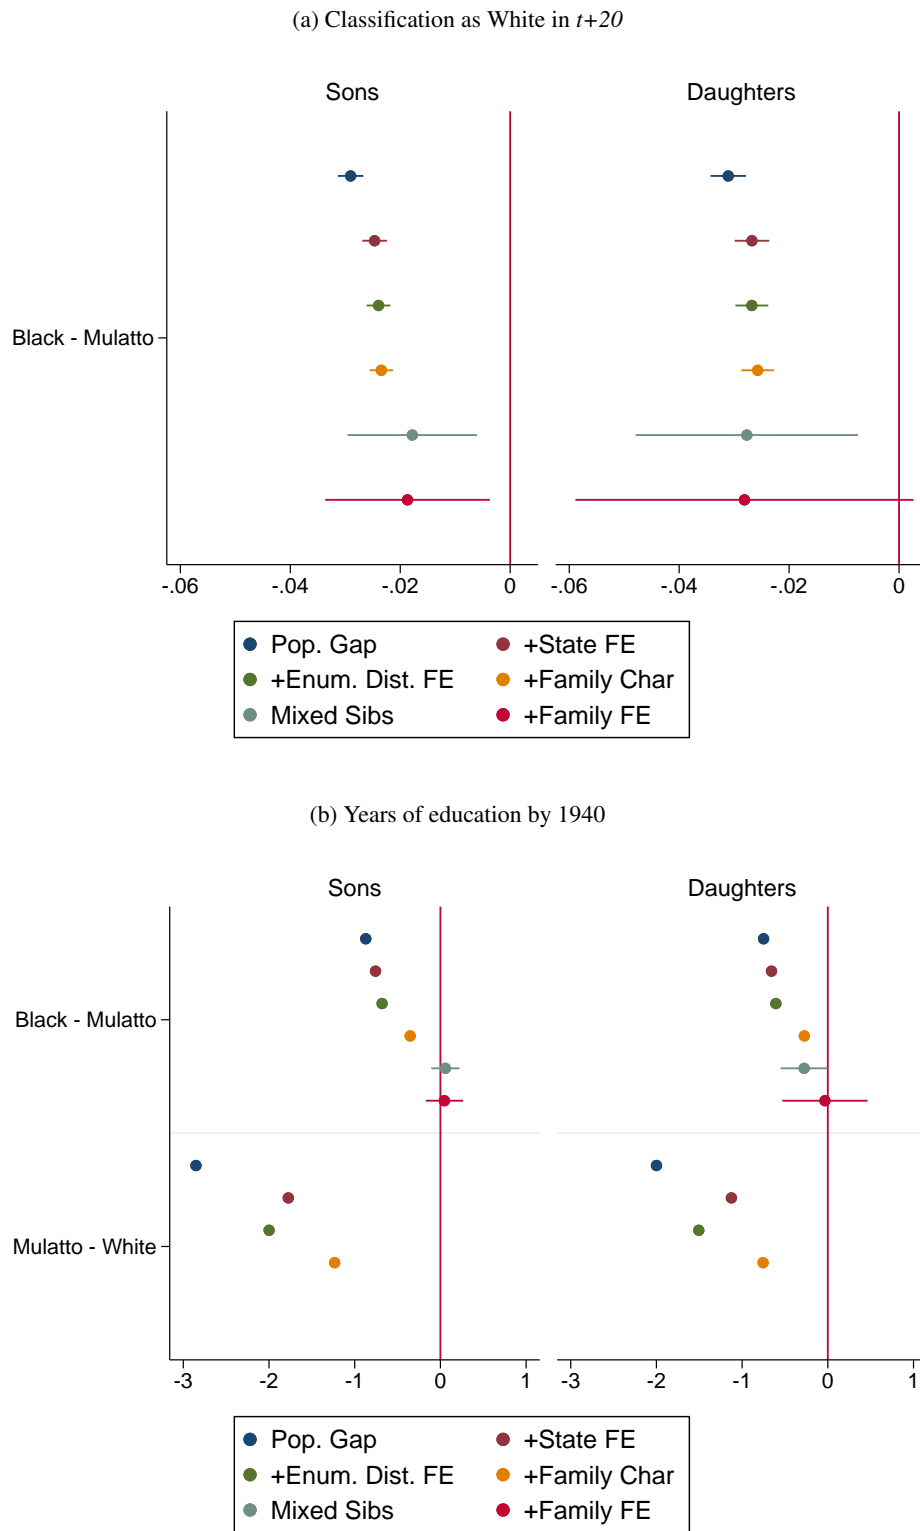 (a) Classification as White in t+20
Sons
Daughters
Black - Mulatto
-.06
-.04
-.02
0
-.06
-.04
-.02
0
Pop. Gap
+State FE
+Enum. Dist. FE
+Family Char
Mixed Sibs
+Family FE
(b) Years of education by 1940
Sons
Daughters
Black - Mulatto
Mulatto - White
-3
-2
-1
0
1
-3
-2
-1
0
1
Pop. Gap
+State FE
+Enum. Dist. FE
+Family Char
Mixed Sibs
+Family FE